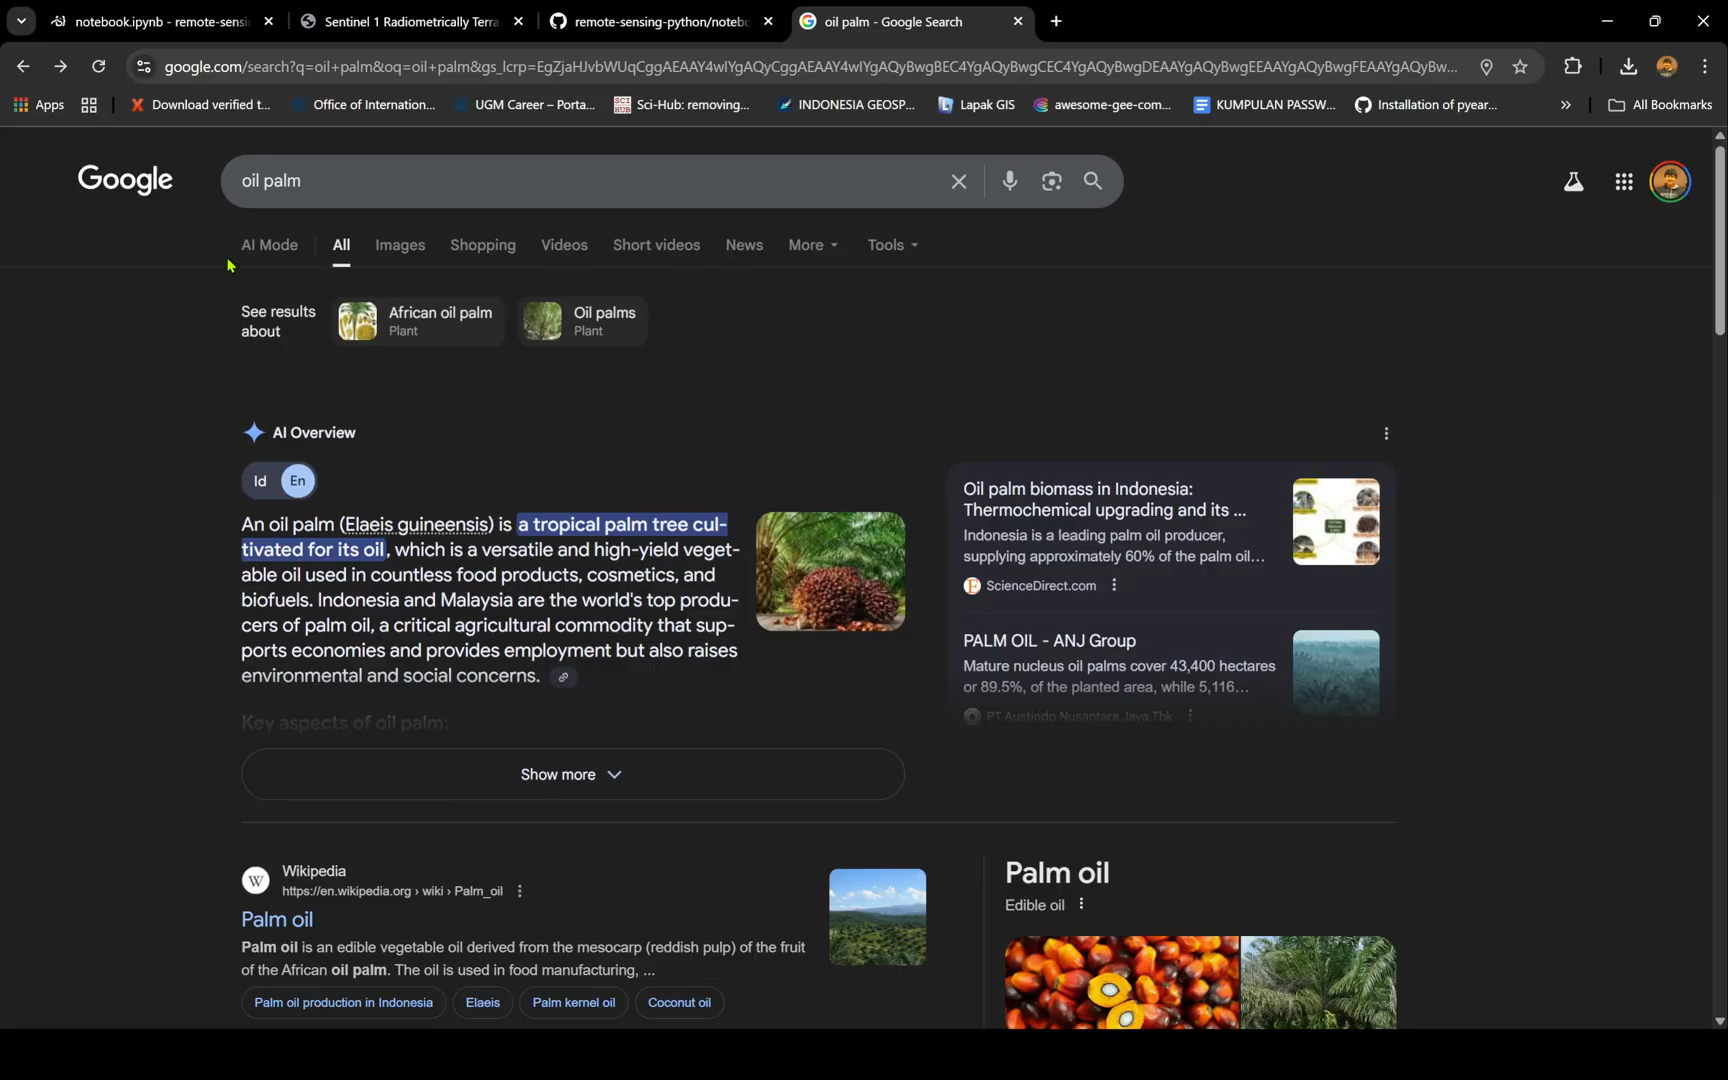 notebook.ipynb - remote-sensi
Sentinel 1 Radiometrically Terra
remote-sensing-python/notebo
oil palm - Google Search
google.com/search?q=oil+palm&oq=oil+palm&gs_lcrp=EgZjaHJvbWUqCggAEAAY4wIYgAQyCggAEAAY4wIYgAQyBwgBEC4YgAQyBwgCEC4YgAQyBwgDEAAYgAQyBwgEEAAYgAQyBwgFEAAYgAQyBw...
Apps
Download verified t...
Office of Internation...
UGM Career – Porta...
SCI HUB
Sci-Hub: removing...
INDONESIA GEOSP...
Lapak GIS
awesome-gee-com...
KUMPULAN PASSW...
Installation of pyear...
All Bookmarks
Google
oil palm
AI Mode
All
Images
Shopping
Videos
Short videos
News
More
Tools
See results
about
African oil palm
Plant
Oil palms
Plant
AI Overview
Id
En
An oil palm (Elaeis guineensis) is a tropical palm tree cul-
tivated for its oil, which is a versatile and high-yield veget-
able oil used in countless food products, cosmetics, and
biofuels. Indonesia and Malaysia are the world's top produ-
cers of palm oil, a critical agricultural commodity that sup-
ports economies and provides employment but also raises
environmental and social concerns.
Key aspects of oil palm:
Show more
Oil palm biomass in Indonesia:
Thermochemical upgrading and its ...
Indonesia is a leading palm oil producer,
supplying approximately 60% of the palm oil...
ScienceDirect.com
PALM OIL - ANJ Group
Mature nucleus oil palms cover 43,400 hectares
or 89.5%, of the planted area, while 5,116...
PT Austindo Nusantara Jaya Tbk
W
Wikipedia
https://en.wikipedia.org › wiki › Palm_oil
Palm oil
Palm oil is an edible vegetable oil derived from the mesocarp (reddish pulp) of the fruit
of the African oil palm. The oil is used in food manufacturing, ...
Palm oil production in Indonesia
Elaeis
Palm kernel oil
Coconut oil
Palm oil
Edible oil